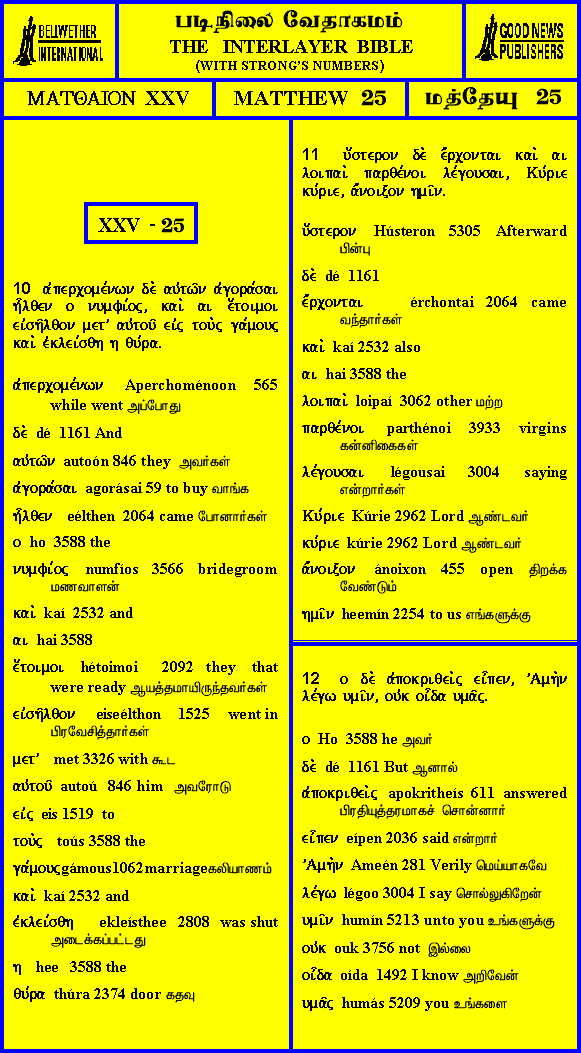 BELLWETHER
INTERNATIONAL
படிநிலை வேதாகமம்
THE INTERLAYER BIBLE
(WITH STRONG'S NUMBERS)
GOOD NEWS
PUBLISHERS
ΜΑΤΘΑΙΟΝ XXV
MATTHEW 25
மத்தேயு 25
XXV - 25
10 ἀπερχομένων δὲ αὐτῶν ἀγοράσαι
ἦλθεν ο νυμφίος, καὶ αι ἕτοιμοι
εἰσῆλθον μετ' αὐτοῦ εἰς τοὺς γάμους
καὶ ἐκλείσθη η θύρα.
ἀπερχομένων Aperchoménoon 565
while went அப்போது
δὲ dé 1161 And
αὐτῶν autoón 846 they அவர்கள்
ἀγοράσαι agorásai 59 to buy வாங்க
ἦλθεν eélthen 2064 came போனார்கள்
ο ho 3588 the
νυμφίος numfíos 3566 bridegroom
மணவாளன்
καὶ kaí 2532 and
αι hai 3588
ἕτοιμοι hétoimoi 2092 they that
were ready ஆயத்தமாயிருந்தவர்கள்
εἰσῆλθον eiseélthon 1525 went in
பிரவேசித்தார்கள்
μετ' met 3326 with கூட
αὐτοῦ autoú 846 him அவரோடு
εἰς eis 1519 to
τοὺς toús 3588 the
γάμους gámous 1062 marriage கலியாணம்
καὶ kaí 2532 and
ἐκλείσθη ekleísthee 2808 was shut
அடைக்கப்பட்டது
η hee 3588 the
θύρα thúra 2374 door கதவு
11 ὕστερον δὲ ἔρχονται καὶ αι
λοιπαὶ παρθένοι λέγουσαι, Κύριε
κύριε, ἄνοιξον ημῖν.
ὕστερον Hústeron 5305 Afterward
பின்பு
δὲ dé 1161
ἔρχονται érchontai 2064 came
வந்தார்கள்
καὶ kaí 2532 also
αι hai 3588 the
λοιπαὶ loipaí 3062 other மற்ற
παρθένοι parthénoi 3933 virgins
கன்னிகைகள்
λέγουσαι légousai 3004 saying
என்றார்கள்
Κύριε Kúrie 2962 Lord ஆண்டவர்
κύριε kúrie 2962 Lord ஆண்டவர்
ἄνοιξον ánoixon 455 open திறக்க
வேண்டும்
ημῖν heemín 2254 to us எங்களுக்கு
12 ο δὲ ἀποκριθεὶς εἶπεν, Ἀμὴν
λέγω υμῖν, οὐκ οἶδα υμᾶς.
ο Ho 3588 he அவர்
δὲ dé 1161 But ஆனால்
ἀποκριθεὶς apokritheís 611 answered
பிரதியுத்தரமாகச் சொன்னார்
εἶπεν eípen 2036 said என்றார்
Ἀμὴν Ameén 281 Verily மெய்யாகவே
λέγω légoo 3004 I say சொல்லுகிறேன்
υμῖν humín 5213 unto you உங்களுக்கு
οὐκ ouk 3756 not இல்லை
οἶδα oída 1492 I know அறிவேன்
υμᾶς humás 5209 you உங்களை